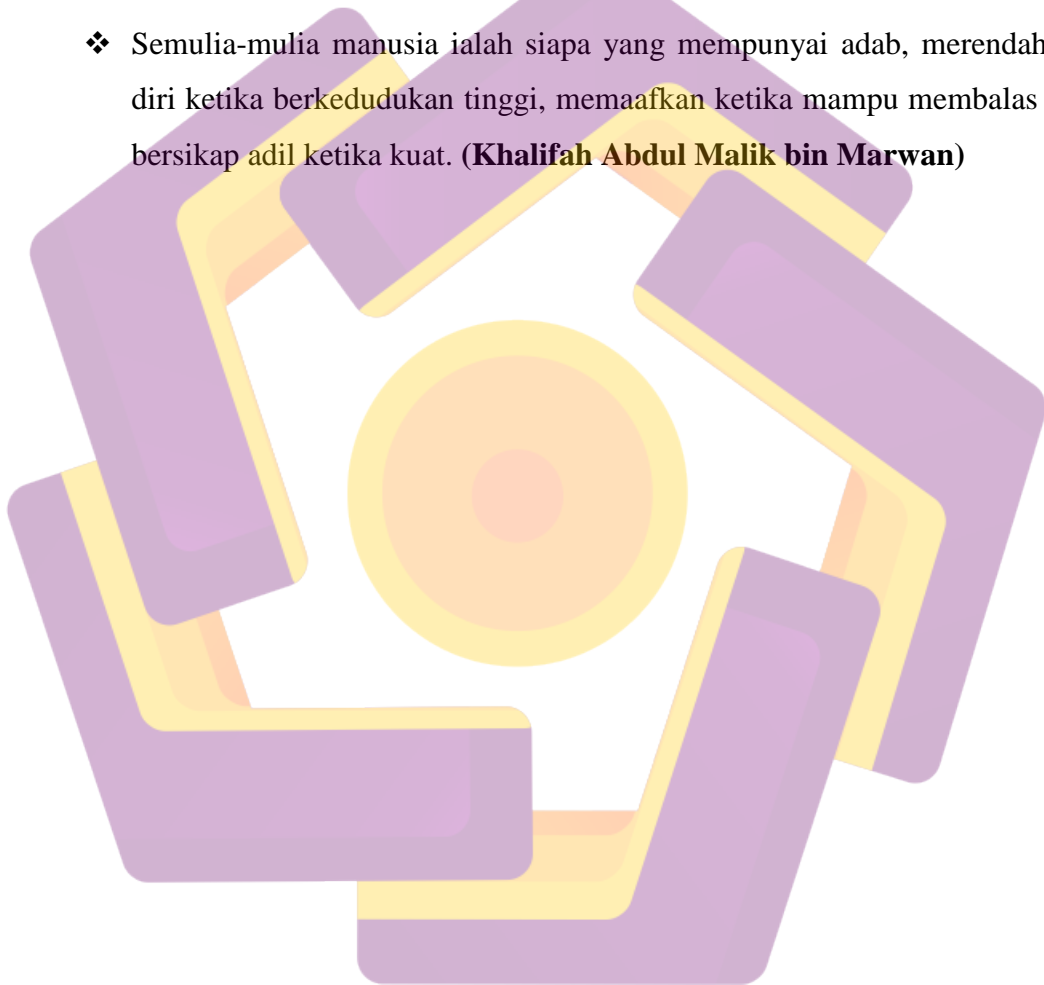 ❖ Semulia-mulia manusia ialah siapa yang mempunyai adab, merendah
diri ketika berkedudukan tinggi, memaafkan ketika mampu membalas
bersikap adil ketika kuat. (Khalifah Abdul Malik bin Marwan)